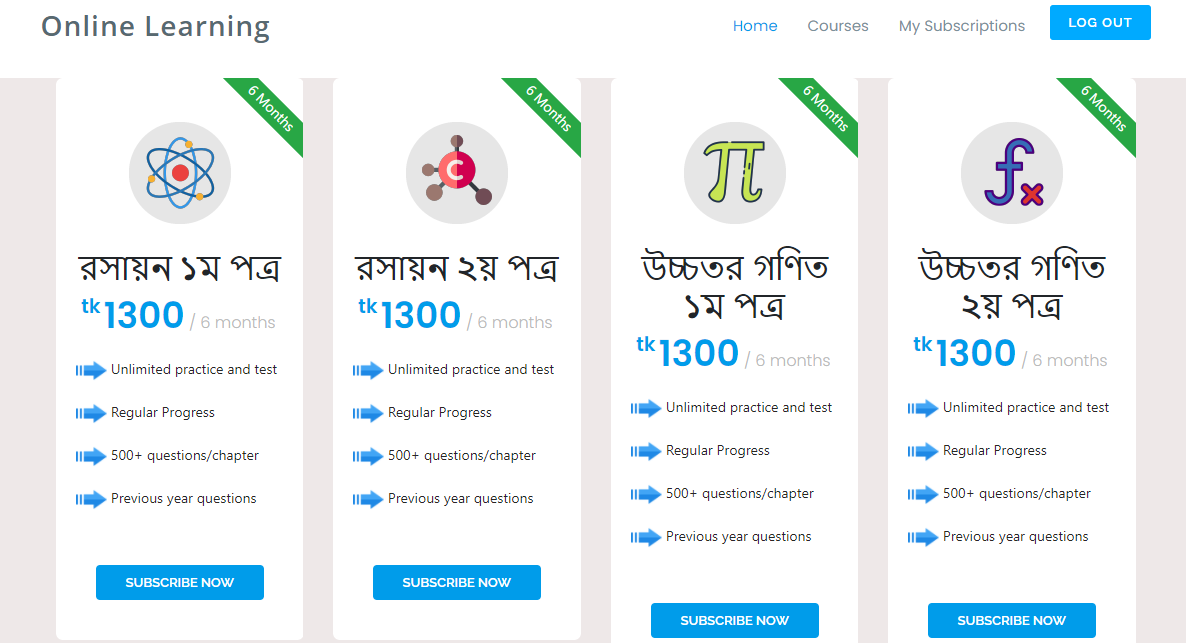 Online Learning
Home Courses My Subscriptions LOG OUT
6 Months
রসায়ন ১ম পত্র
tk1300 / 6 months
Unlimited practice and test
Regular Progress
500+ questions/chapter
Previous year questions
SUBSCRIBE NOW
6 Months
C
রসায়ন ২য় পত্র
tk1300 / 6 months
Unlimited practice and test
Regular Progress
500+ questions/chapter
Previous year questions
SUBSCRIBE NOW
6 Months
π
উচ্চতর গণিত
১ম পত্র
tk1300 / 6 months
Unlimited practice and test
Regular Progress
500+ questions/chapter
Previous year questions
SUBSCRIBE NOW
6 Months
fx
উচ্চতর গণিত
২য় পত্র
tk1300 / 6 months
Unlimited practice and test
Regular Progress
500+ questions/chapter
Previous year questions
SUBSCRIBE NOW